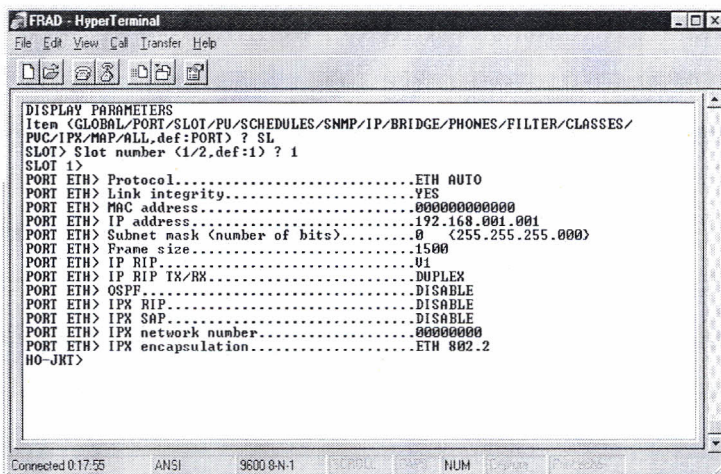 FRAD - HyperTerminal
File Edit View Call Transfer Help
DISPLAY PARAMETERS
Item (GLOBAL/PORT/SLOT/PU/SCHEDULES/SNMP/IP/BRIDGE/PHONES/FILTER/CLASSES/
PVC/IPX/MAP/ALL,def:PORT) ? SL
SLOT> Slot number (1/2,def:1) ? 1
SLOT 1>
PORT ETH> Protocol.............................ETH AUTO
PORT ETH> Link integrity.......................YES
PORT ETH> MAC address..........................000000000000
PORT ETH> IP address...........................192.168.001.001
PORT ETH> Subnet mask (number of bits).........0   (255.255.255.000)
PORT ETH> Frame size...........................1500
PORT ETH> IP RIP...............................V1
PORT ETH> IP RIP TX/RX.........................DUPLEX
PORT ETH> OSPF.................................DISABLE
PORT ETH> IPX RIP..............................DISABLE
PORT ETH> IPX SAP..............................DISABLE
PORT ETH> IPX network number...................00000000
PORT ETH> IPX encapsulation....................ETH 802.2
HO-JKT>
Connected 0:17:55 ANSI 9600 8-N-1 SCROLL CAPS NUM Capture